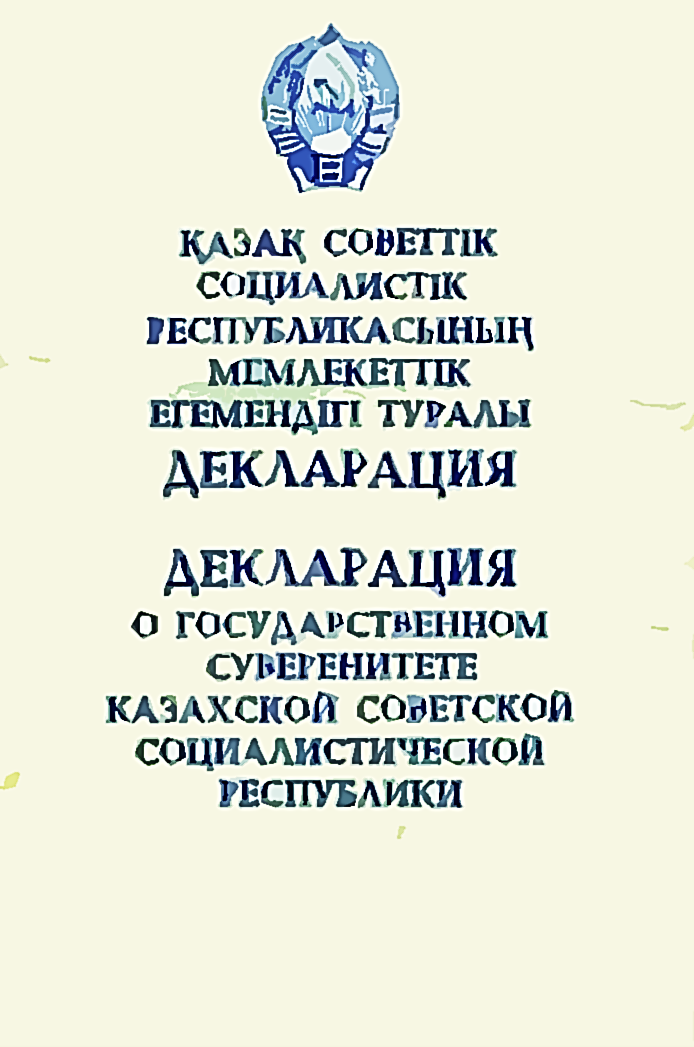 ҚАЗАҚ СОВЕТТІК
СОЦИАЛИСТІК
РЕСПУБЛИКАСЫНЫҢ
МЕМЛЕКЕТТІК
ЕГЕМЕНДІГІ ТУРАЛЫ
ДЕКЛАРАЦИЯ
ДЕКЛАРАЦИЯ
О ГОСУДАРСТВЕННОМ
СУВЕРЕНИТЕТЕ
КАЗАХСКОЙ СОВЕТСКОЙ
СОЦИАЛИСТИЧЕСКОЙ
РЕСПУБЛИКИ